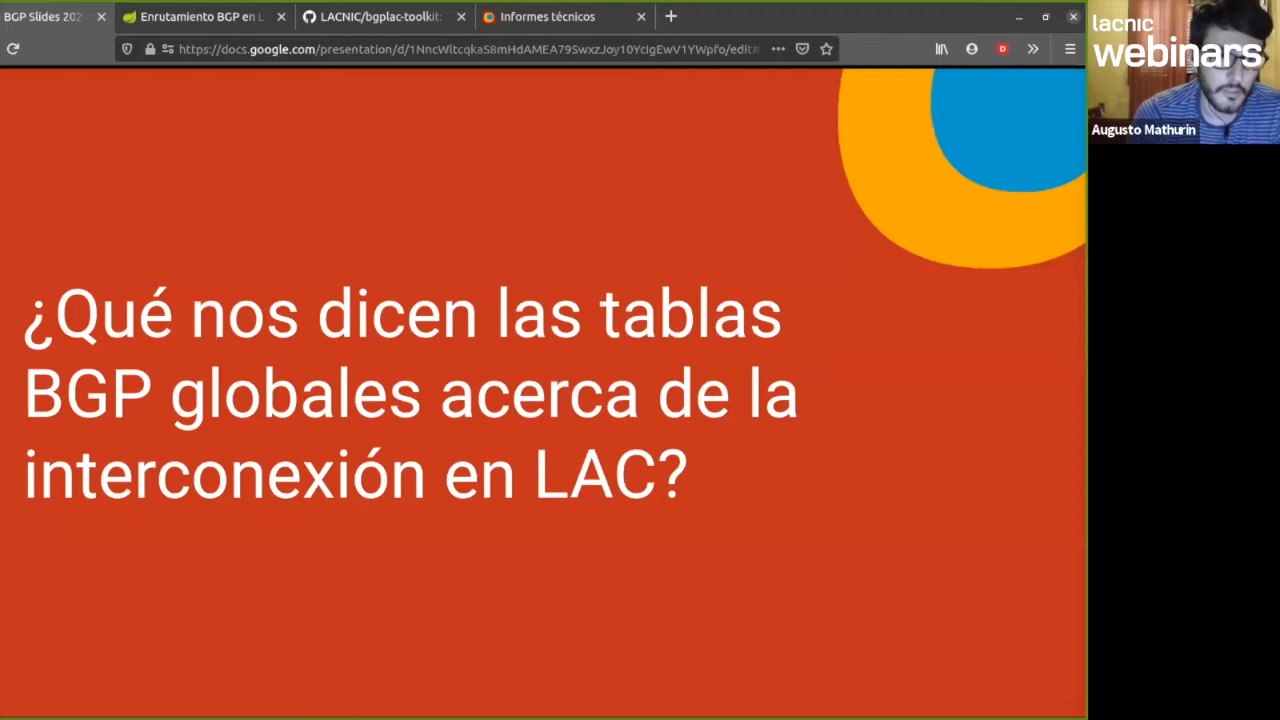 BGP Slides 202
Enrutamiento BGP en L
LACNIC/bgplac-toolkit:
Informes técnicos
https://docs.google.com/presentation/d/1NncWltcqkaS8mHdAMEA79SwxzJoy10YcIgEwV1YWpfo/edit#
lacnic
webinars
Augusto Mathurin
¿Qué nos dicen las tablas
BGP globales acerca de la
interconexión en LAC?